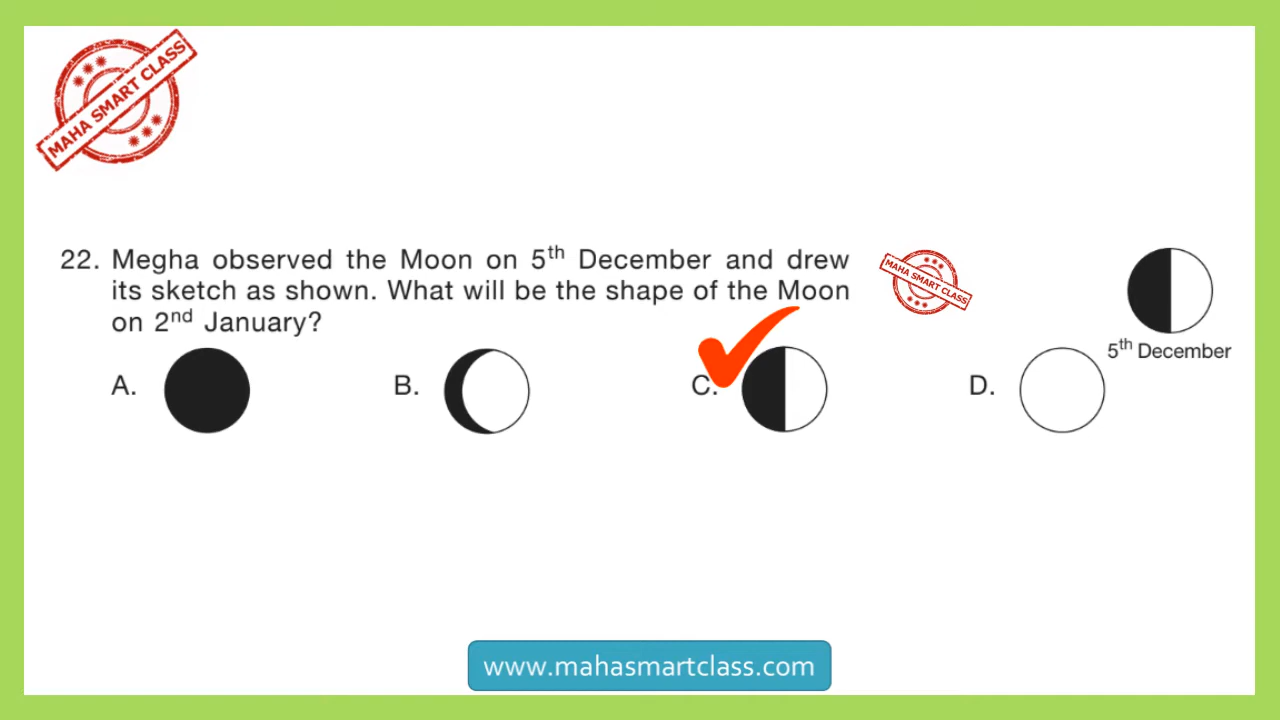 MAHA SMART CLASS
22. Megha observed the Moon on 5th December and drew
its sketch as shown. What will be the shape of the Moon
on 2nd January?
MAHA SMART CLASS
5th December
A.
B.
C.
D.
www.mahasmartclass.com